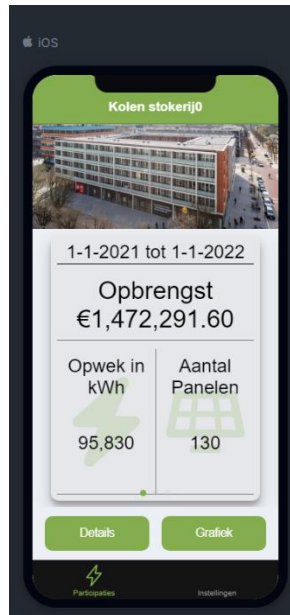 iOS
Kolen stokerij0
1-1-2021 tot 1-1-2022
Opbrengst
€1,472,291.60
Opwek in
kWh
95,830
Aantal
Panelen
130
Details
Grafiek
Participaties
Instellingen